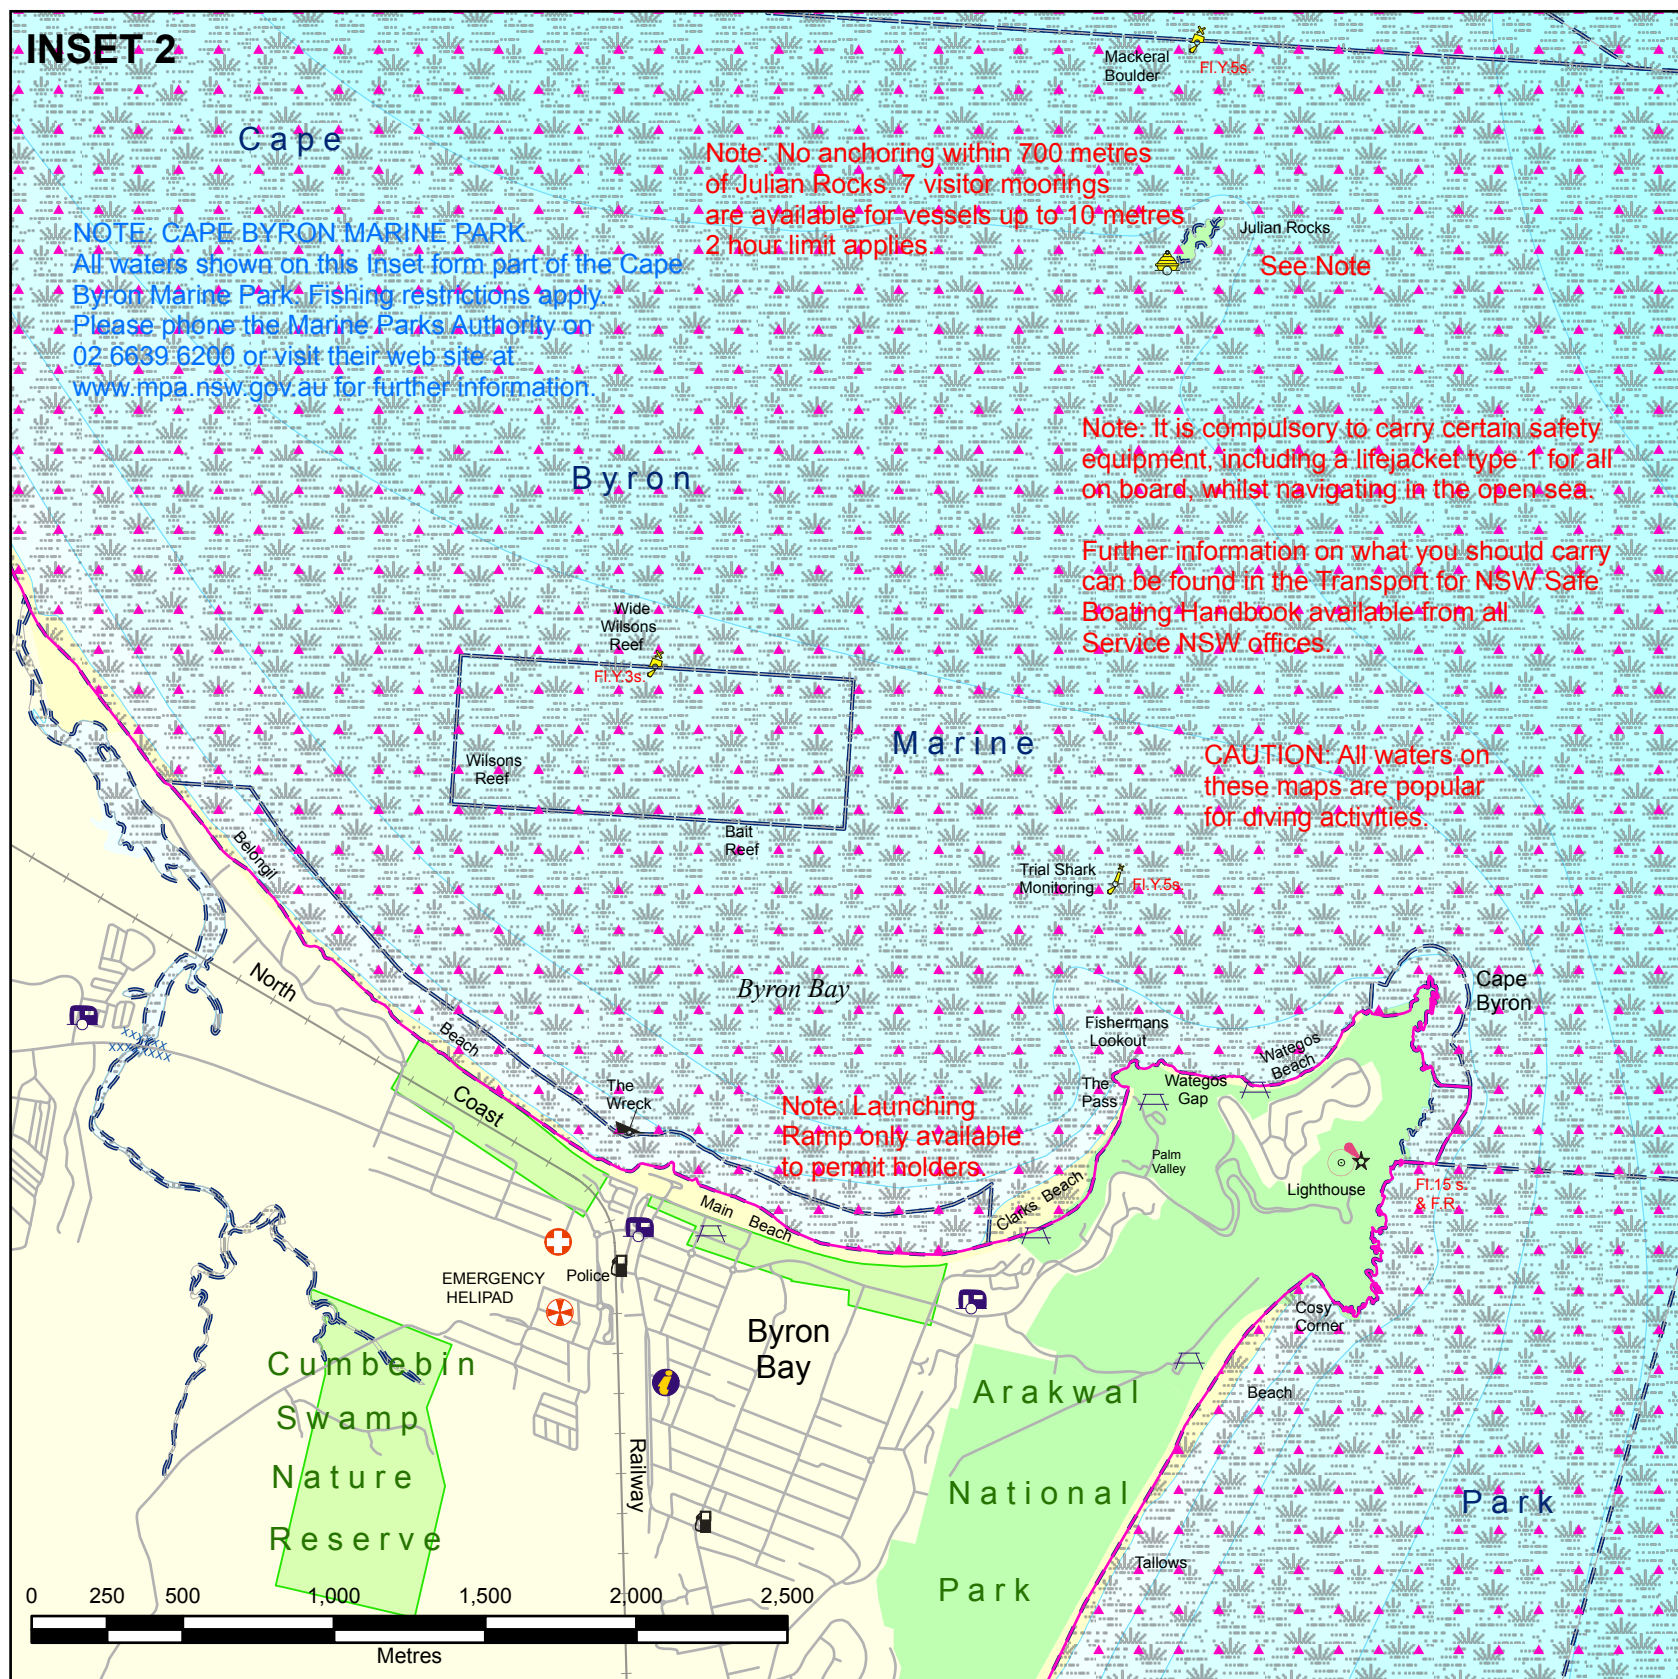 INSET 2
Mackeral
Boulder
Fl.Y.5s.
Cape
Note: No anchoring within 700 metres
of Julian Rocks. 7 visitor moorings
are available for vessels up to 10 metres
2 hour limit applies.
Julian Rocks
See Note
NOTE: CAPE BYRON MARINE PARK
All waters shown on this Inset form part of the Cape
Byron Marine Park. Fishing restrictions apply.
Please phone the Marine Parks Authority on
02 6639 6200 or visit their web site at
www.mpa.nsw.gov.au for further information.
Note: It is compulsory to carry certain safety
equipment, including a lifejacket type 1 for all
on board, whilst navigating in the open sea.
Further information on what you should carry
can be found in the Transport for NSW Safe
Boating Handbook available from all
Service NSW offices.
Byron
Wide
Wilsons
Reef
Fl.Y.3s.
Wilsons
Reef
Bait
Reef
Marine
CAUTION: All waters on
these maps are popular
for diving activities.
Trial Shark
Monitoring
Fl.Y.5s
Belongil
Beach
North
Coast
Railway
Byron Bay
Cape
Byron
Fishermans
Lookout
Wategos
Beach
The
Pass
Wategos
Gap
The
Wreck
Note: Launching
Ramp only available
to permit holders.
Palm
Valley
Lighthouse
Fl.15 s.
& F.R.
Main Beach
Clarks Beach
EMERGENCY
HELIPAD
Police
Byron
Bay
Cosy
Corner
Beach
Tallows
Cumbebin
Swamp
Nature
Reserve
Arakwal
National
Park
Park
xxxxxx
xxxxxxxx
0 250 500 1,000 1,500 2,000 2,500
Metres